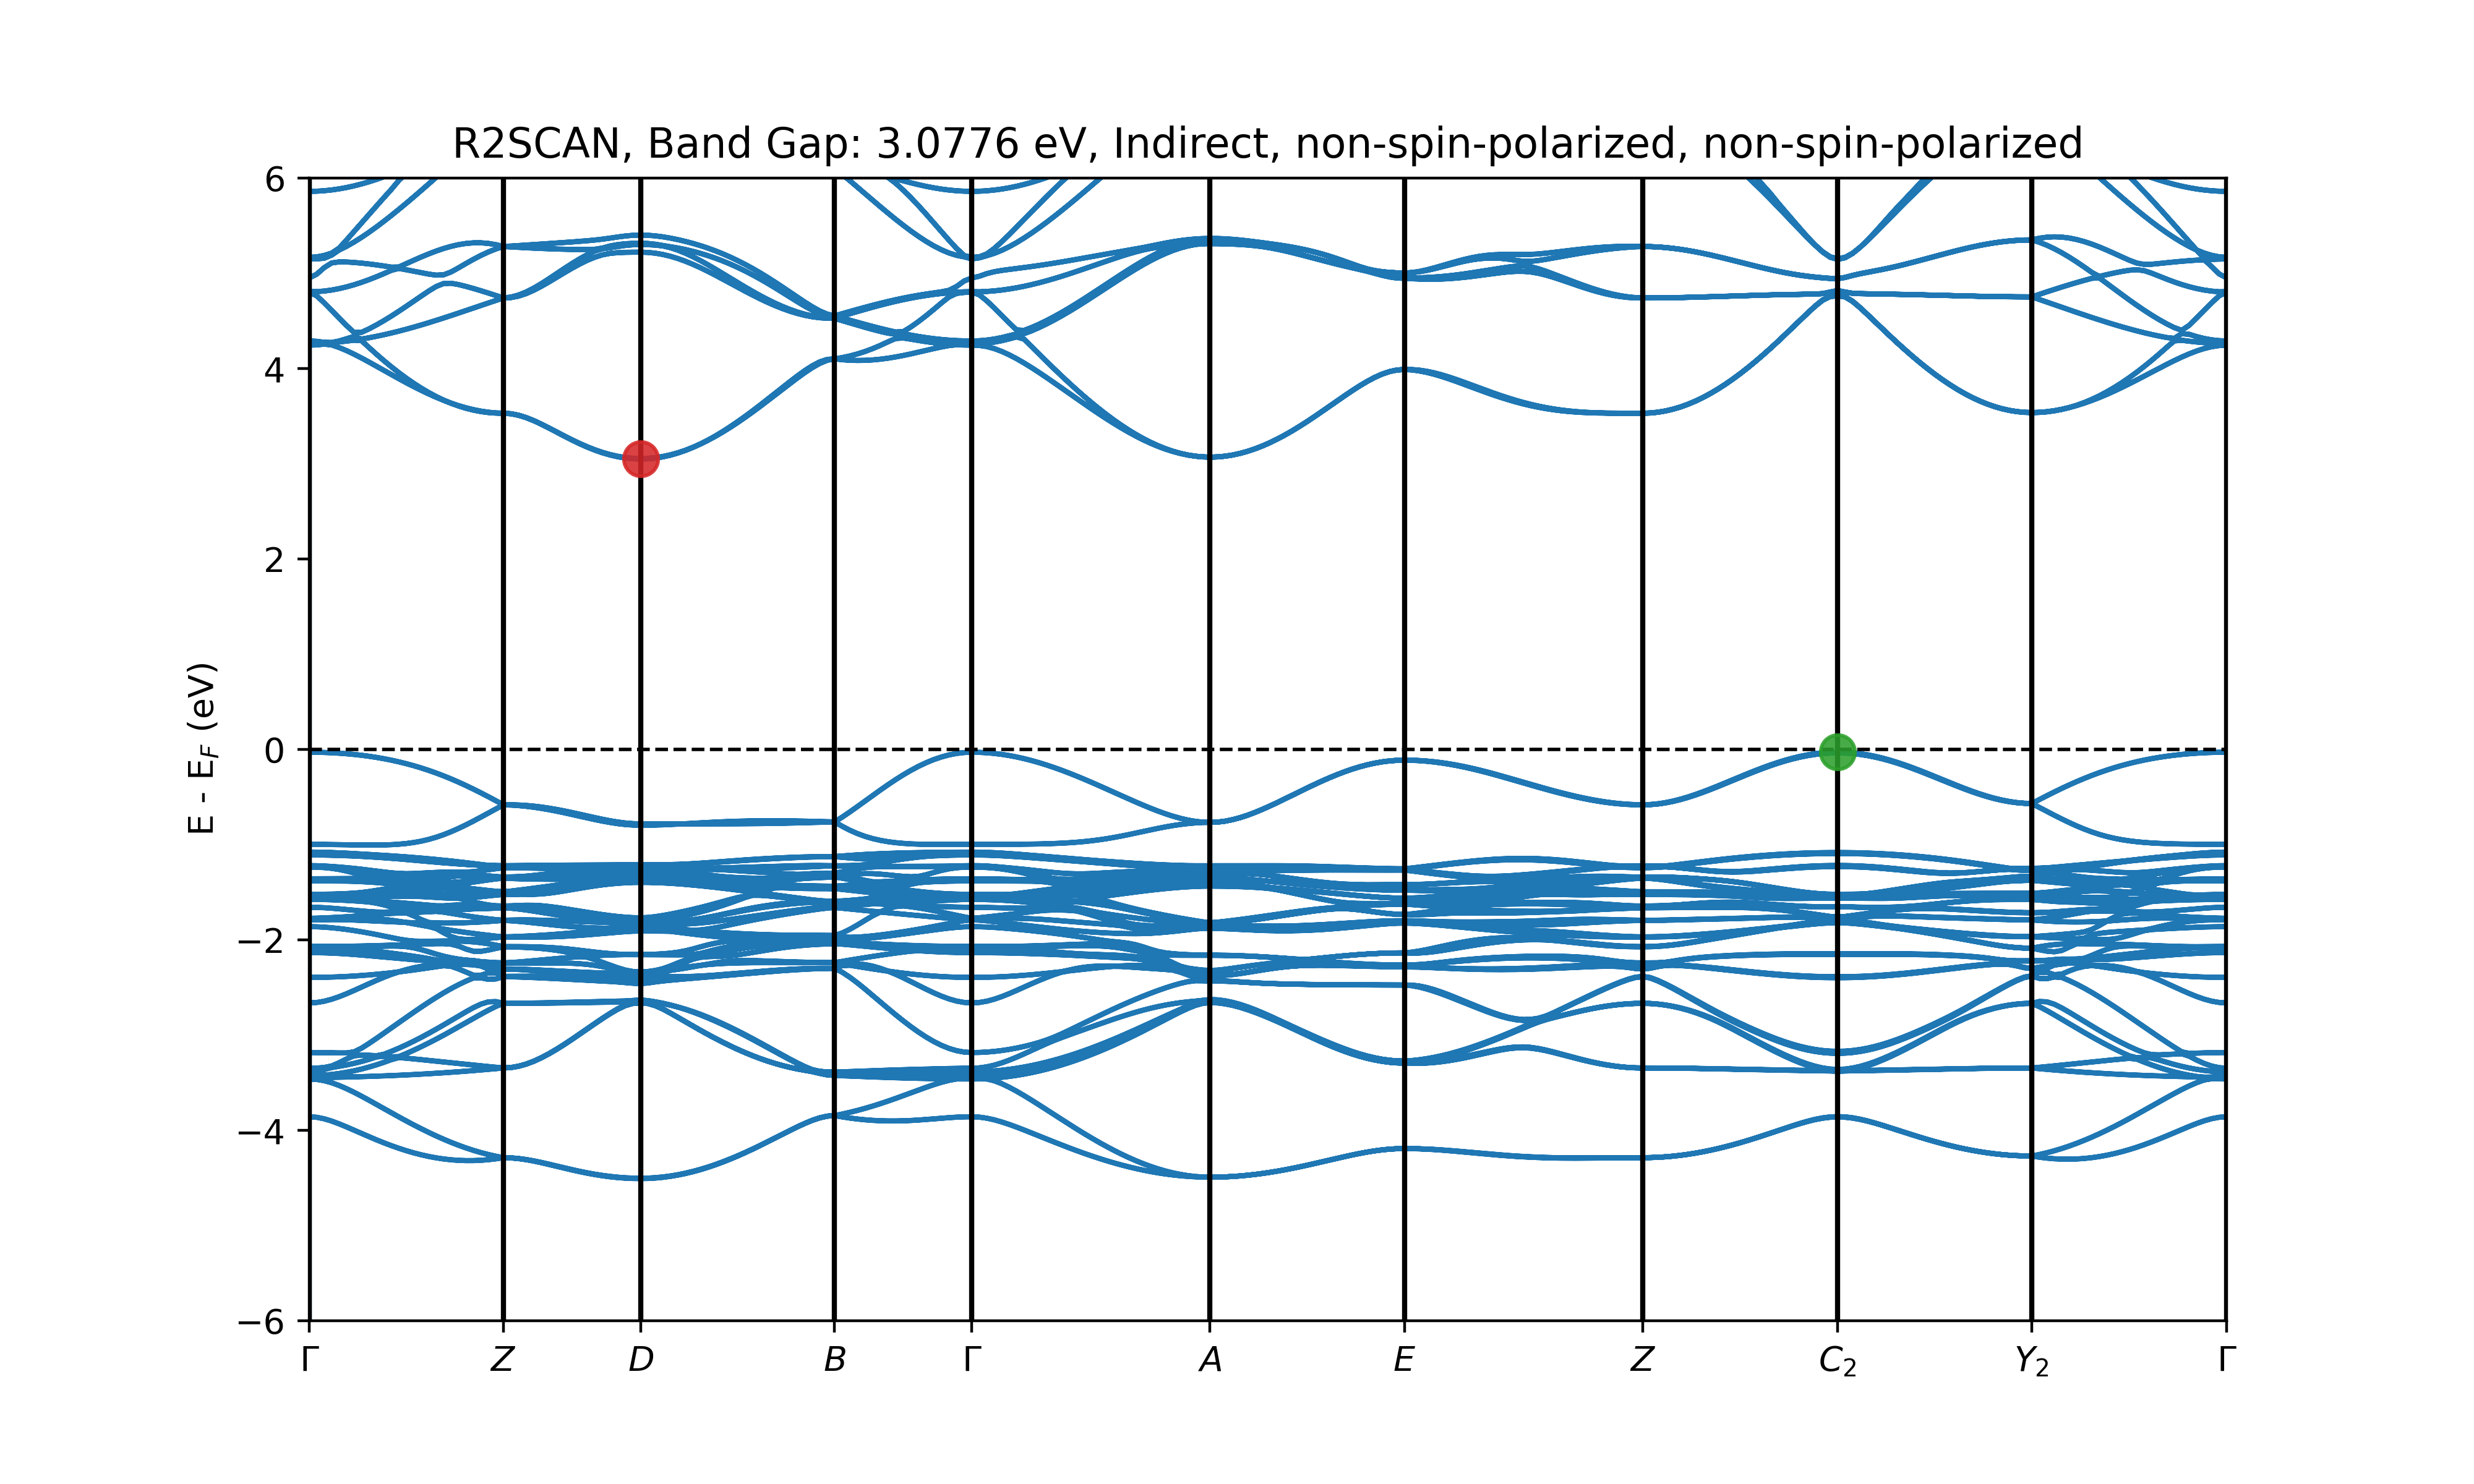 R2SCAN, Band Gap: 3.0776 eV, Indirect, non-spin-polarized, non-spin-polarized
E - E_F (eV)
6
4
2
0
−2
−4
−6
Γ Z D B Γ A E Z C₂ Y₂ Γ